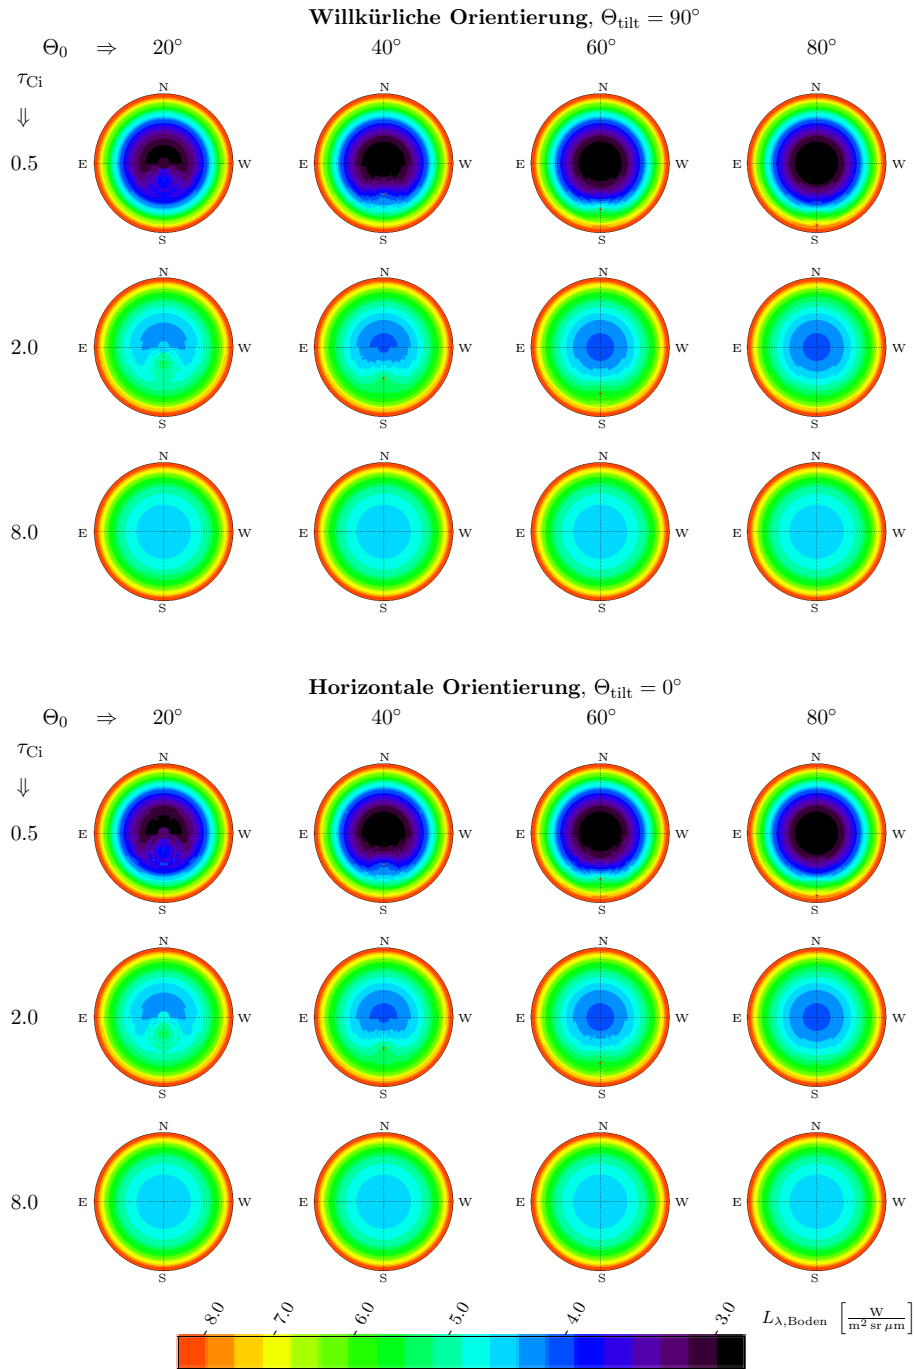 Willkürliche Orientierung, Θtilt = 90°
Θ0 ⇒ 20° 40° 60° 80°
τCi
⇓
N N N N
0.5 E W E W E W E W
S S S S
N N N N
2.0 E W E W E W E W
S S S S
N N N N
8.0 E W E W E W E W
S S S S
Horizontale Orientierung, Θtilt = 0°
Θ0 ⇒ 20° 40° 60° 80°
τCi
⇓
N N N N
0.5 E W E W E W E W
S S S S
N N N N
2.0 E W E W E W E W
S S S S
N N N N
8.0 E W E W E W E W
S S S S
8.0 7.0 6.0 5.0 4.0 3.0 Lλ,Boden [W / m² sr μm]